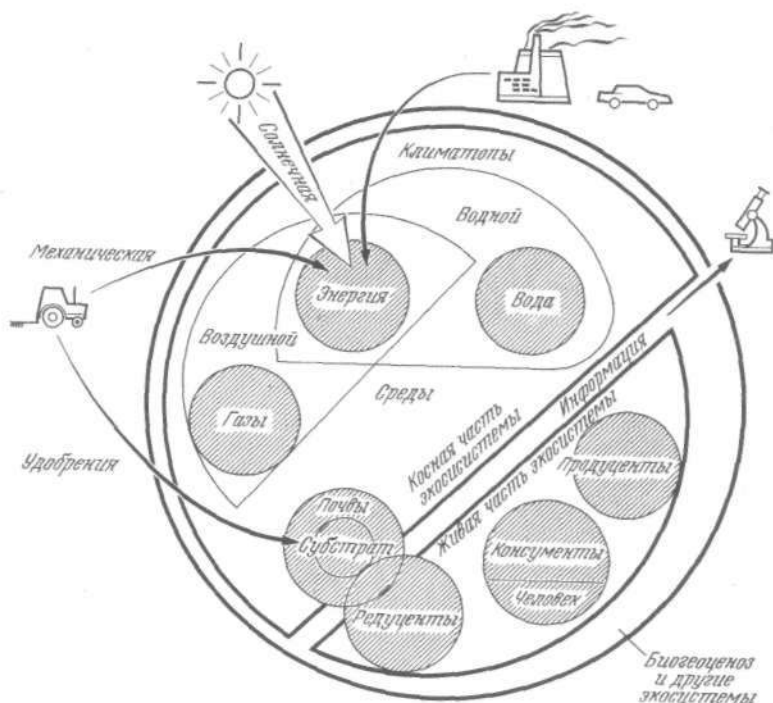 Солнечная
Климатопы
Водной
Механическая
Энергия
Вода
Воздушной
Среды
Газы
Информация
Косная часть
экосисистемы
Живая часть экосистемы
Продуценты
Удобрения
Почвы
Субстрат
Консументы
Человек
Редуценты
Биогеоценоз
и другие
экосистемы